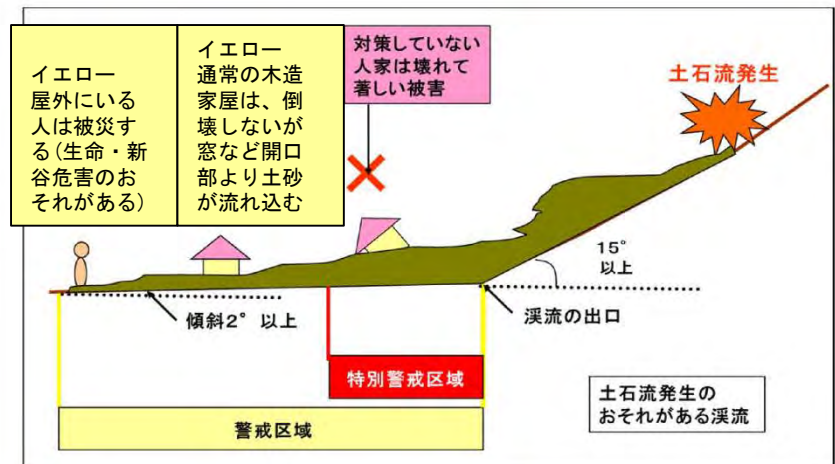 イエロー
屋外にいる
人は被災す
る(生命・新
谷危害のお
それがある)
イエロー
通常の木造
家屋は、倒
壊しないが
窓など開口
部より土砂
が流れ込む
対策していない
人家は壊れて
著しい被害
土石流発生
15°
以上
傾斜2°以上
渓流の出口
特別警戒区域
土石流発生の
おそれがある渓流
警戒区域